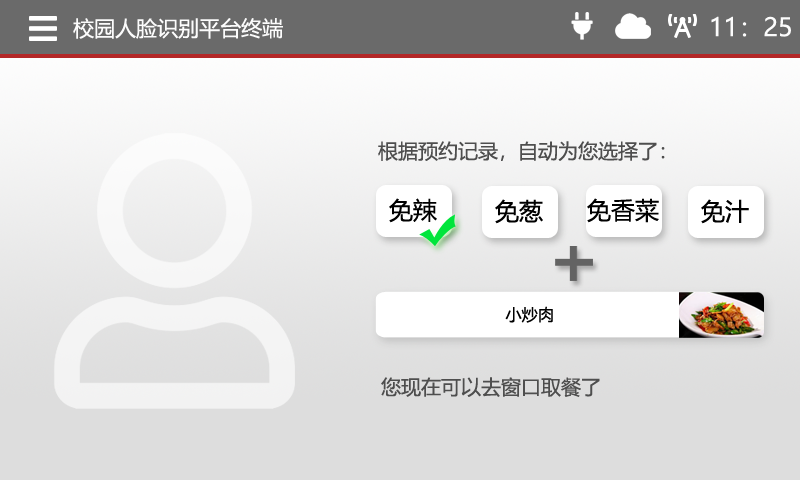 校园人脸识别平台终端 11：25
根据预约记录，自动为您选择了：
免辣 免葱 免香菜 免汁
小炒肉
您现在可以去窗口取餐了